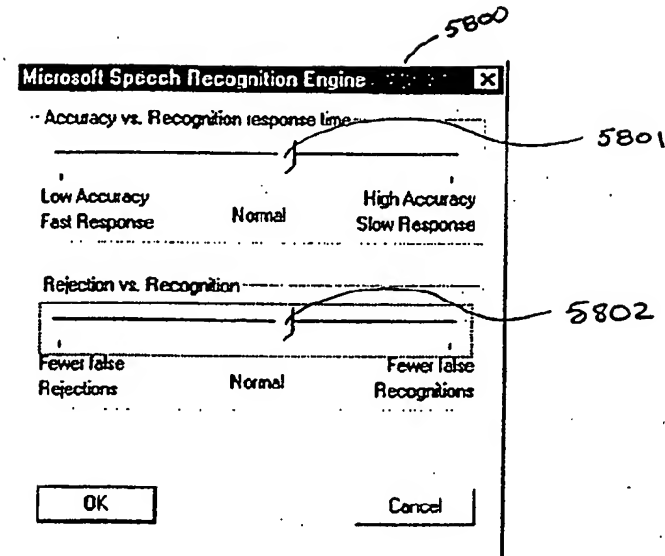 5800
Microsoft Speech Recognition Engine
Accuracy vs. Recognition response time
5801
Low Accuracy
Fast Response
Normal
High Accuracy
Slow Response
Rejection vs. Recognition
5802
Fewer false
Rejections
Normal
Fewer false
Recognitions
OK
Cancel